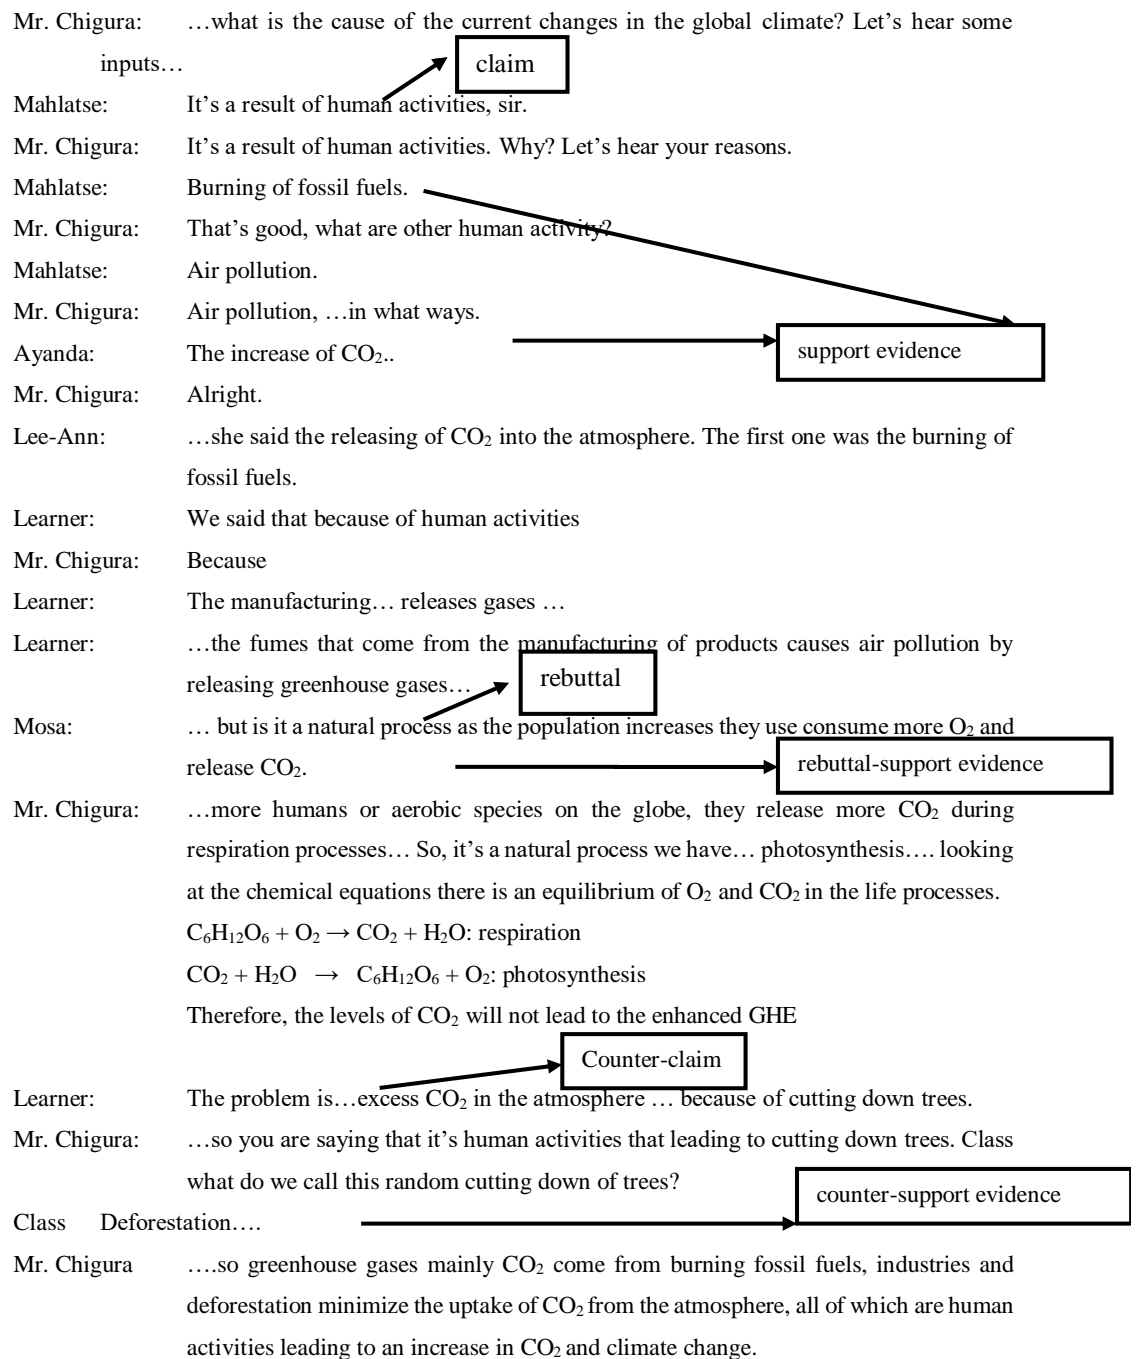 Mr. Chigura: …what is the cause of the current changes in the global climate? Let’s hear some
inputs…
claim
Mahlatse: It’s a result of human activities, sir.
Mr. Chigura: It’s a result of human activities. Why? Let’s hear your reasons.
Mahlatse: Burning of fossil fuels.
Mr. Chigura: That’s good, what are other human activity?
Mahlatse: Air pollution.
Mr. Chigura: Air pollution, …in what ways.
Ayanda: The increase of CO₂..
support evidence
Mr. Chigura: Alright.
Lee-Ann: …she said the releasing of CO₂ into the atmosphere. The first one was the burning of
fossil fuels.
Learner: We said that because of human activities
Mr. Chigura: Because
Learner: The manufacturing… releases gases …
Learner: …the fumes that come from the manufacturing of products causes air pollution by
releasing greenhouse gases…
rebuttal
Mosa: … but is it a natural process as the population increases they use consume more O₂ and
release CO₂.
rebuttal-support evidence
Mr. Chigura: …more humans or aerobic species on the globe, they release more CO₂ during
respiration processes… So, it’s a natural process we have… photosynthesis…. looking
at the chemical equations there is an equilibrium of O₂ and CO₂ in the life processes.
C₆H₁₂O₆ + O₂ → CO₂ + H₂O: respiration
CO₂ + H₂O → C₆H₁₂O₆ + O₂: photosynthesis
Therefore, the levels of CO₂ will not lead to the enhanced GHE
Counter-claim
Learner: The problem is…excess CO₂ in the atmosphere … because of cutting down trees.
Mr. Chigura: …so you are saying that it’s human activities that leading to cutting down trees. Class
what do we call this random cutting down of trees?
counter-support evidence
Class Deforestation….
Mr. Chigura ….so greenhouse gases mainly CO₂ come from burning fossil fuels, industries and
deforestation minimize the uptake of CO₂ from the atmosphere, all of which are human
activities leading to an increase in CO₂ and climate change.